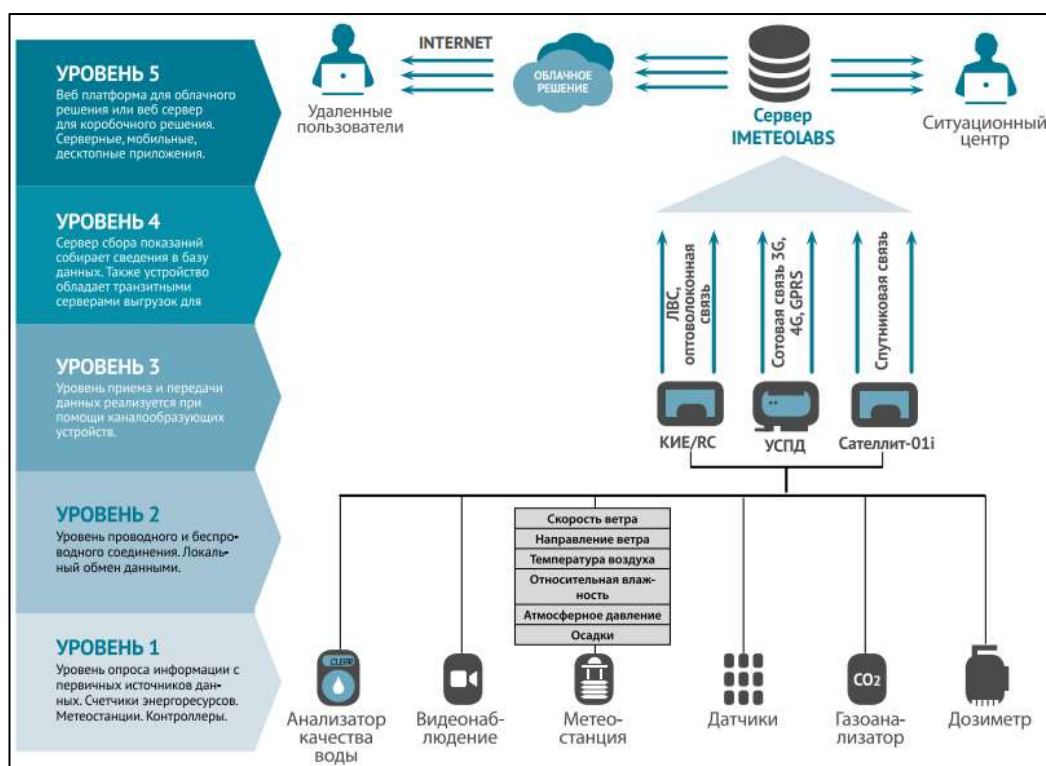 УРОВЕНЬ 5
Веб платформа для облачного
решения или веб сервер
для коробочного решения.
Серверные, мобильные,
десктопные приложения.
INTERNET
Удаленные
пользователи
ОБЛАЧНОЕ
РЕШЕНИЕ
Сервер
IMETEOLABS
Ситуационный
центр
УРОВЕНЬ 4
Сервер сбора показаний
собирает сведения в базу
данных. Также устройство
обладает транзитными
серверами выгрузок для
ЛВС,
оптоволоконная
связь
Сотовая связь 3G,
4G, GPRS
Спутниковая связь
УРОВЕНЬ 3
Уровень приема и передачи
данных реализуется при
помощи каналообразующих
устройств.
КИЕ/RC
УСПД
Сателлит-01i
УРОВЕНЬ 2
Уровень проводного и беспро-
водного соединения. Локаль-
ный обмен данными.
Скорость ветра
Направление ветра
Температура воздуха
Относительная влаж-
ность
Атмосферное давление
Осадки
УРОВЕНЬ 1
Уровень опроса информации с
первичных источников дан-
ных. Счетчики энергоресурсов.
Метеостанции. Контроллеры.
CLEAN
Анализатор
качества
воды
Видеонаб-
людение
Метео-
станция
Датчики
CO2
Газоана-
лизатор
Дозиметр